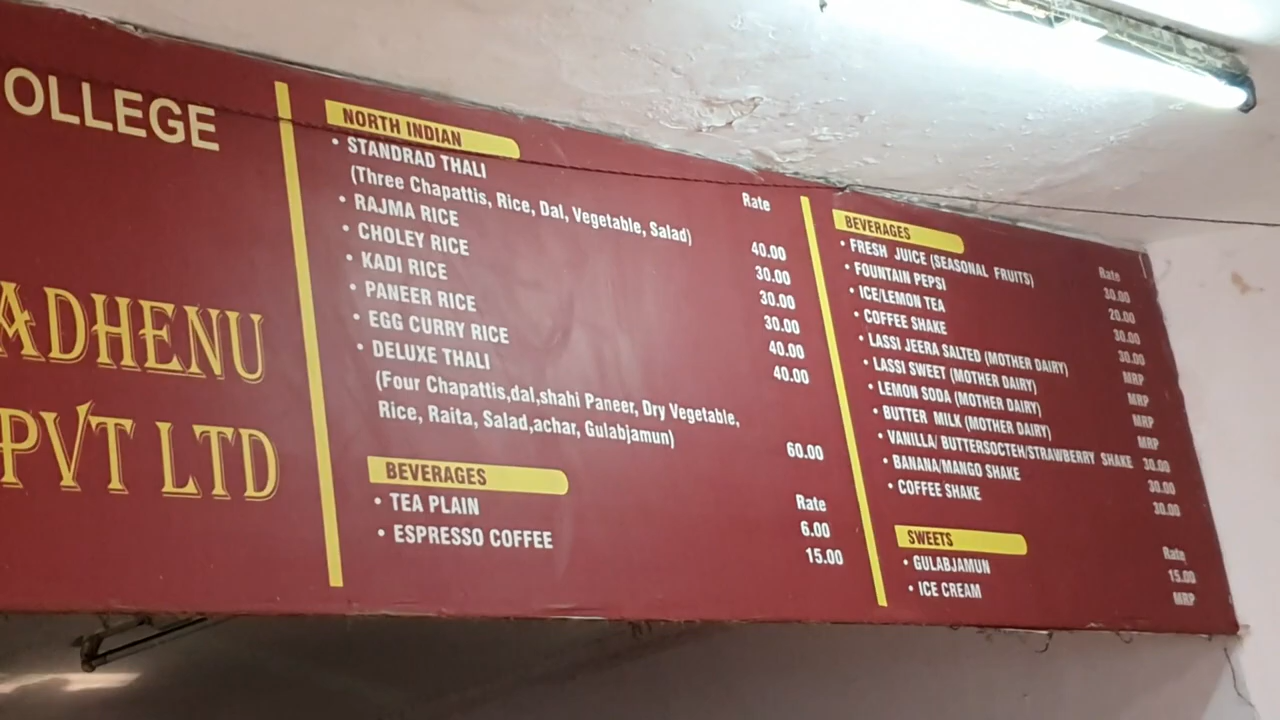 OLLEGE
ADHENU
PVT LTD
NORTH INDIAN
Rate
• STANDRAD THALI
(Three Chapattis, Rice, Dal, Vegetable, Salad) 40.00
• RAJMA RICE 30.00
• CHOLEY RICE 30.00
• KADI RICE 30.00
• PANEER RICE 40.00
• EGG CURRY RICE 40.00
• DELUXE THALI
(Four Chapattis,dal,shahi Paneer, Dry Vegetable,
Rice, Raita, Salad,achar, Gulabjamun) 60.00
BEVERAGES Rate
• TEA PLAIN 6.00
• ESPRESSO COFFEE 15.00
BEVERAGES Rate
• FRESH JUICE (SEASONAL FRUITS) 30.00
• FOUNTAIN PEPSI 20.00
• ICE/LEMON TEA 30.00
• COFFEE SHAKE 30.00
• LASSI JEERA SALTED (MOTHER DAIRY) MRP
• LASSI SWEET (MOTHER DAIRY) MRP
• LEMON SODA (MOTHER DAIRY) MRP
• BUTTER MILK (MOTHER DAIRY) MRP
• VANILLA/ BUTTERSOCTEH/STRAWBERRY SHAKE 30.00
• BANANA/MANGO SHAKE 30.00
• COFFEE SHAKE 30.00
SWEETS Rate
• GULABJAMUN 15.00
• ICE CREAM MRP